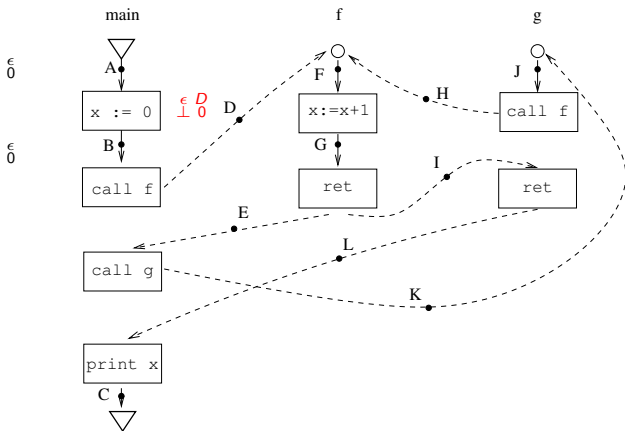 main f g
ϵ
0
A
F
J
x := 0
ϵ D
⊥ 0
D
x:=x+1
H
call f
ϵ
0
B
G
I
call f
ret
ret
E
L
call g
K
print x
C